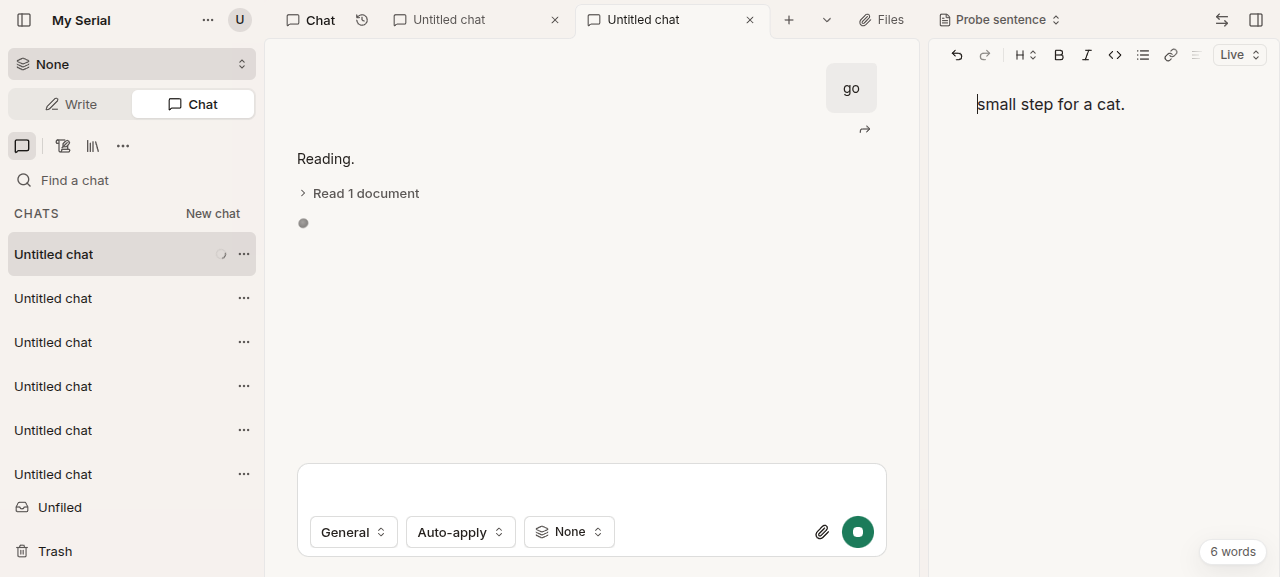 My Serial
U
None
Write
Chat
Find a chat
CHATS
New chat
Untitled chat
Untitled chat
Untitled chat
Untitled chat
Untitled chat
Untitled chat
Unfiled
Trash
Chat
Untitled chat
Untitled chat
Files
go
Reading.
Read 1 document
General
Auto-apply
None
Probe sentence
H
B
I
Live
small step for a cat.
6 words